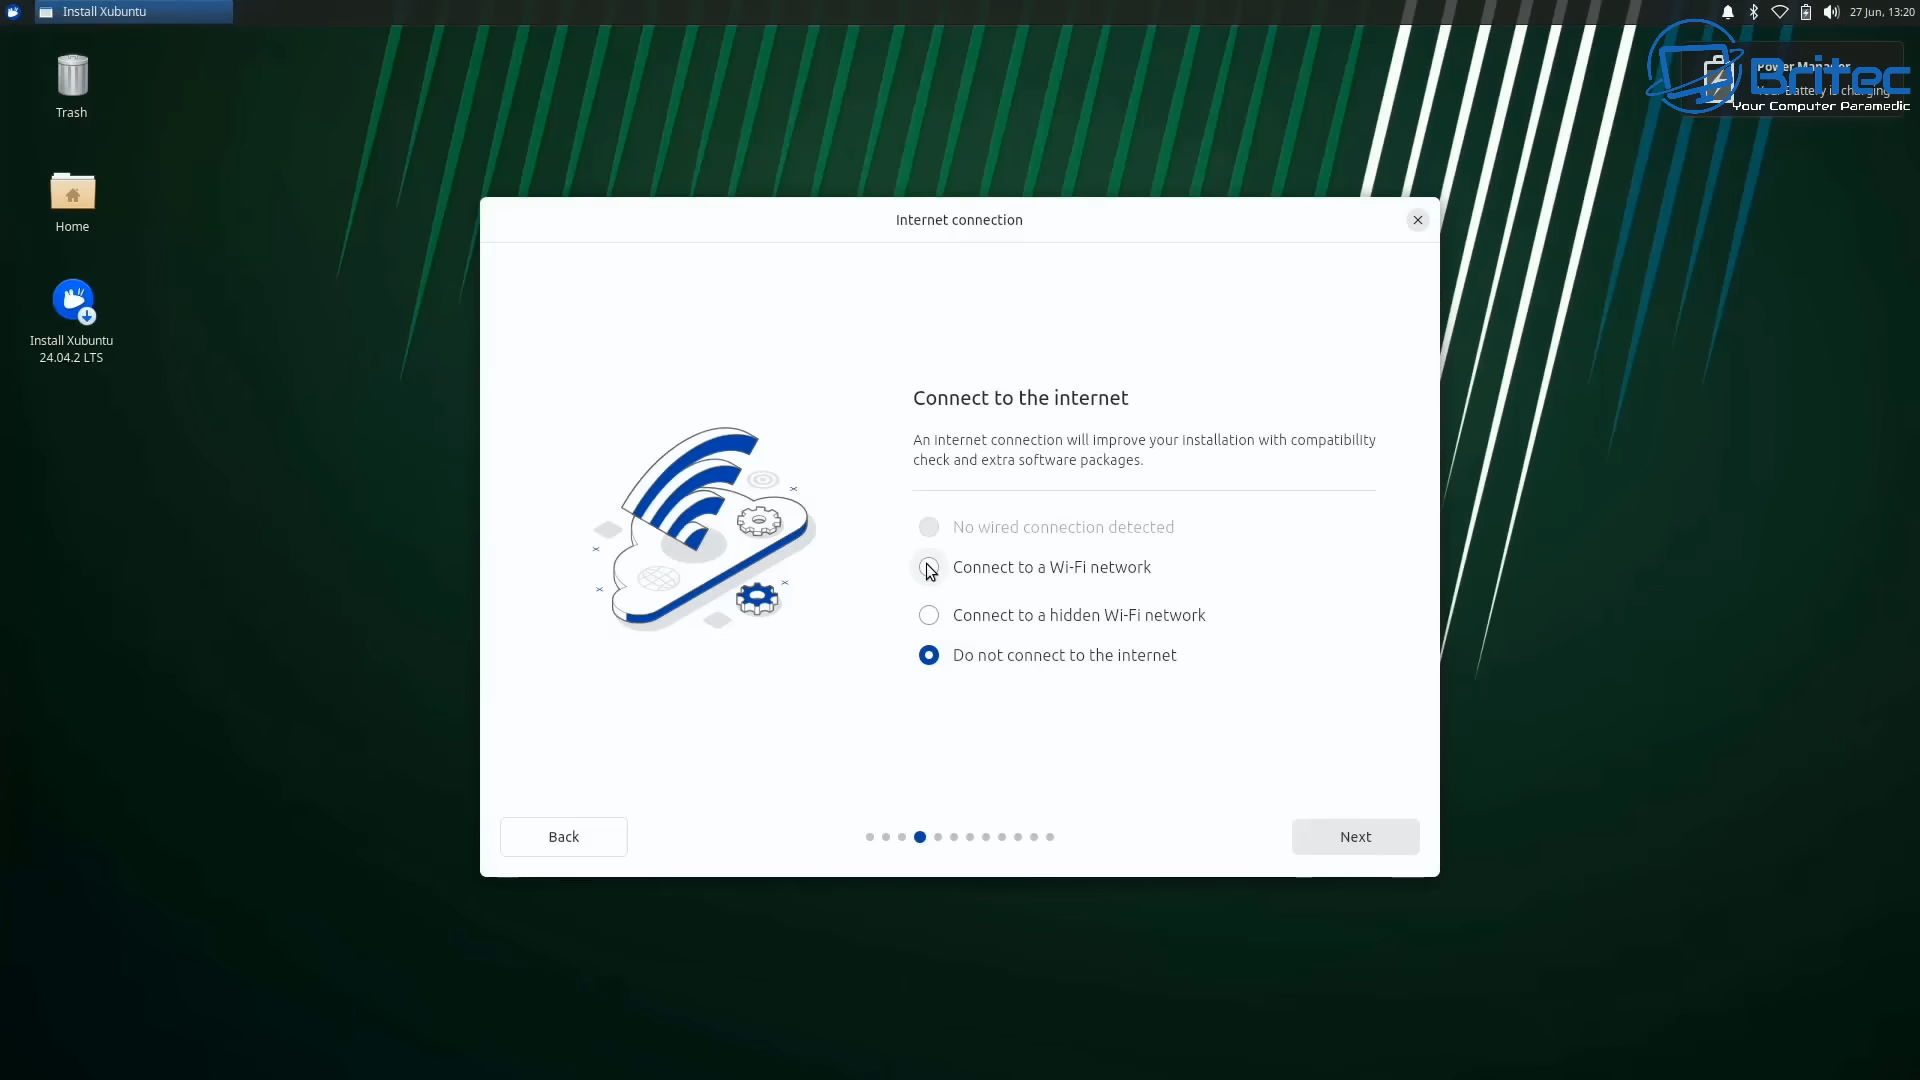 Install Xubuntu
27 Jun, 13:20
Power Manager
Britec
Your Computer Paramedic
Trash
Home
Install Xubuntu
24.04.2 LTS
Internet connection
Connect to the internet
An internet connection will improve your installation with compatibility
check and extra software packages.
No wired connection detected
Connect to a Wi-Fi network
Connect to a hidden Wi-Fi network
Do not connect to the internet
Back
Next